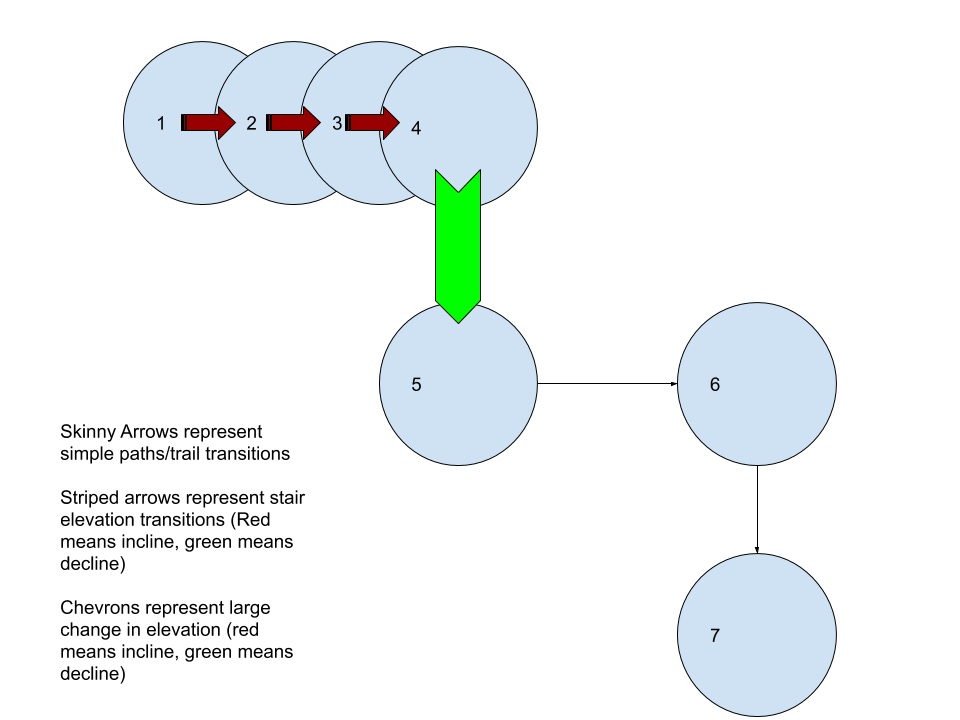 1
2
3
4
5
6
Skinny Arrows represent
simple paths/trail transitions
Striped arrows represent stair
elevation transitions (Red
means incline, green means
decline)
Chevrons represent large
change in elevation (red
means incline, green means
decline)
7